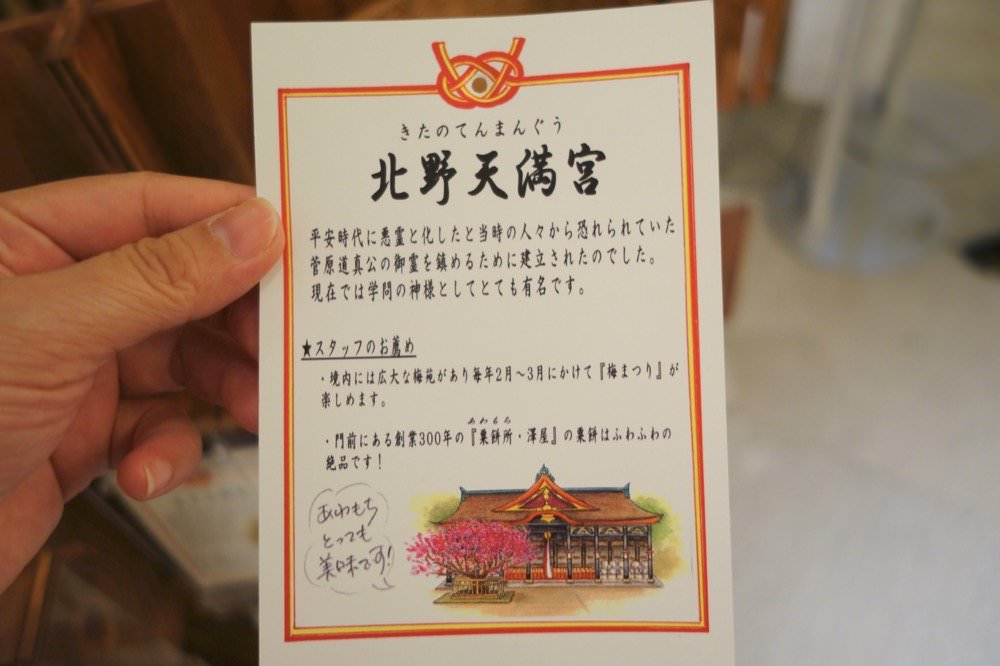 きたのてんまんぐう
北野天満宮
平安時代に悪霊と化したと当時の人々から恐れられていた
菅原道真公の御霊を鎮めるために建立されたのでした。
現在では学問の神様としてとても有名です。
★スタッフのお薦め
・境内には広大な梅苑があり毎年2月～3月にかけて『梅まつり』が
楽しめます。
あわもち
・門前にある創業300年の『粟餅所・澤屋』の粟餅はふわふわの
絶品です！
あわもち
とっても
美味です!